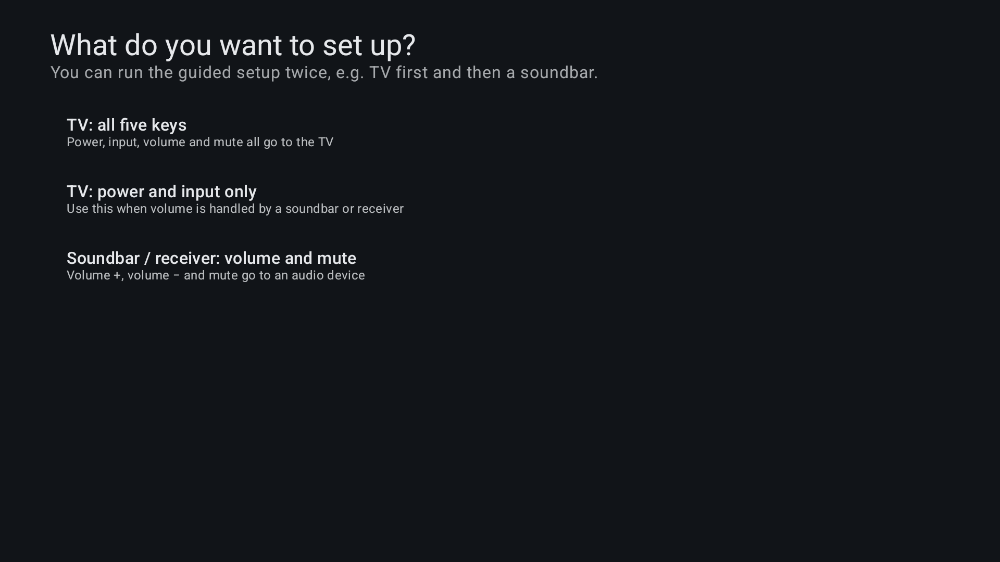 What do you want to set up?
You can run the guided setup twice, e.g. TV first and then a soundbar.
TV: all five keys
Power, input, volume and mute all go to the TV
TV: power and input only
Use this when volume is handled by a soundbar or receiver
Soundbar / receiver: volume and mute
Volume +, volume − and mute go to an audio device